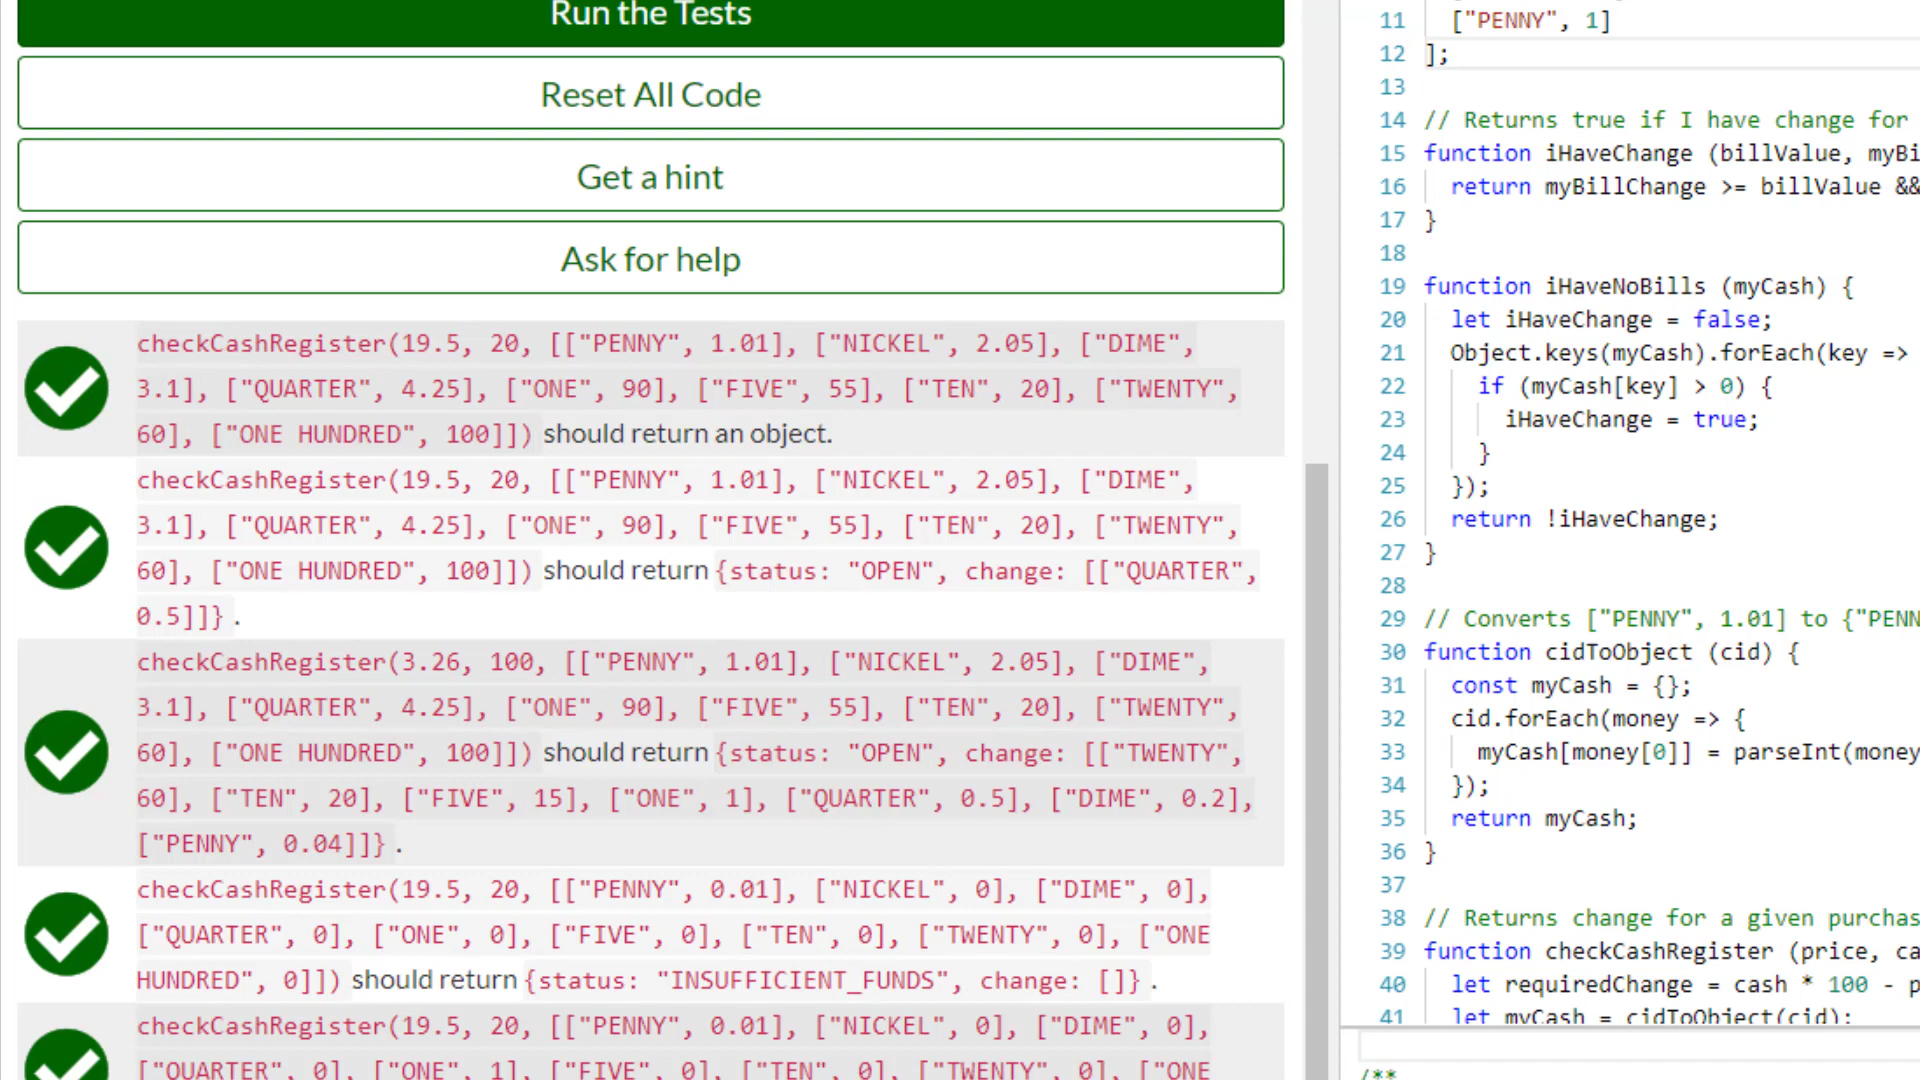 Run the Tests
Reset All Code
Get a hint
Ask for help
checkCashRegister(19.5, 20, [["PENNY", 1.01], ["NICKEL", 2.05], ["DIME",
3.1], ["QUARTER", 4.25], ["ONE", 90], ["FIVE", 55], ["TEN", 20], ["TWENTY",
60], ["ONE HUNDRED", 100]]) should return an object.
checkCashRegister(19.5, 20, [["PENNY", 1.01], ["NICKEL", 2.05], ["DIME",
3.1], ["QUARTER", 4.25], ["ONE", 90], ["FIVE", 55], ["TEN", 20], ["TWENTY",
60], ["ONE HUNDRED", 100]]) should return {status: "OPEN", change: [["QUARTER",
0.5]]}.
checkCashRegister(3.26, 100, [["PENNY", 1.01], ["NICKEL", 2.05], ["DIME",
3.1], ["QUARTER", 4.25], ["ONE", 90], ["FIVE", 55], ["TEN", 20], ["TWENTY",
60], ["ONE HUNDRED", 100]]) should return {status: "OPEN", change: [["TWENTY",
60], ["TEN", 20], ["FIVE", 15], ["ONE", 1], ["QUARTER", 0.5], ["DIME", 0.2],
["PENNY", 0.04]]}.
checkCashRegister(19.5, 20, [["PENNY", 0.01], ["NICKEL", 0], ["DIME", 0],
["QUARTER", 0], ["ONE", 0], ["FIVE", 0], ["TEN", 0], ["TWENTY", 0], ["ONE
HUNDRED", 0]]) should return {status: "INSUFFICIENT_FUNDS", change: []}.
checkCashRegister(19.5, 20, [["PENNY", 0.01], ["NICKEL", 0], ["DIME", 0],
["QUARTER", 0], ["ONE", 1], ["FIVE", 0], ["TEN", 0], ["TWENTY", 0], ["ONE
11 ["PENNY", 1]
12 ];
13
14 // Returns true if I have change for
15 function iHaveChange (billValue, myBi
16 return myBillChange >= billValue &&
17 }
18
19 function iHaveNoBills (myCash) {
20 let iHaveChange = false;
21 Object.keys(myCash).forEach(key =>
22 if (myCash[key] > 0) {
23 iHaveChange = true;
24 }
25 });
26 return !iHaveChange;
27 }
28
29 // Converts ["PENNY", 1.01] to {"PENN
30 function cidToObject (cid) {
31 const myCash = {};
32 cid.forEach(money => {
33 myCash[money[0]] = parseInt(money
34 });
35 return myCash;
36 }
37
38 // Returns change for a given purchas
39 function checkCashRegister (price, ca
40 let requiredChange = cash * 100 - p
41 let myCash = cidToObject(cid);
/**